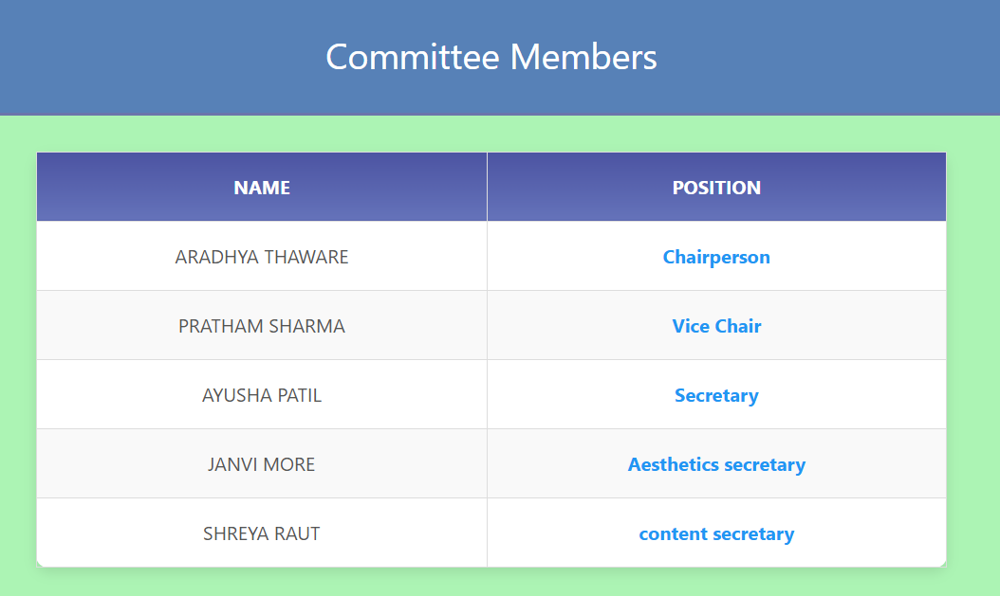 Committee Members
NAME POSITION
ARADHYA THAWARE Chairperson
PRATHAM SHARMA Vice Chair
AYUSHA PATIL Secretary
JANVI MORE Aesthetics secretary
SHREYA RAUT content secretary